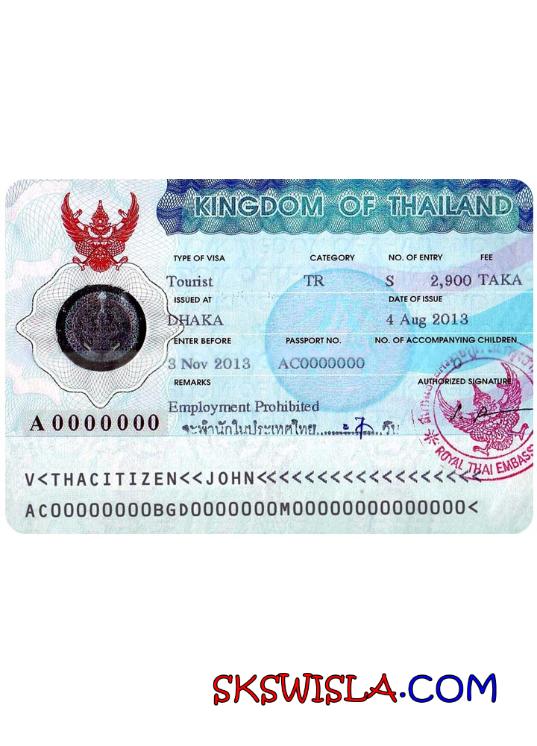 KINGDOM OF THAILAND
TYPE OF VISA CATEGORY NO. OF ENTRY FEE
Tourist TR S 2,900 TAKA
ISSUED AT DATE OF ISSUE
DHAKA 4 Aug 2013
ENTER BEFORE PASSPORT NO. NO. OF ACCOMPANYING CHILDREN
3 Nov 2013 AC0000000 0
REMARKS AUTHORIZED SIGNATURE
Employment Prohibited
A0000000
จะพำนักในประเทศไทย
ROYAL THAI EMBASS
V<THACITIZEN<<JOHN<<<<<<<<<<<<<<<<<<
AC00000000BGD0000000M00000000000000<
SKSWISLA.COM